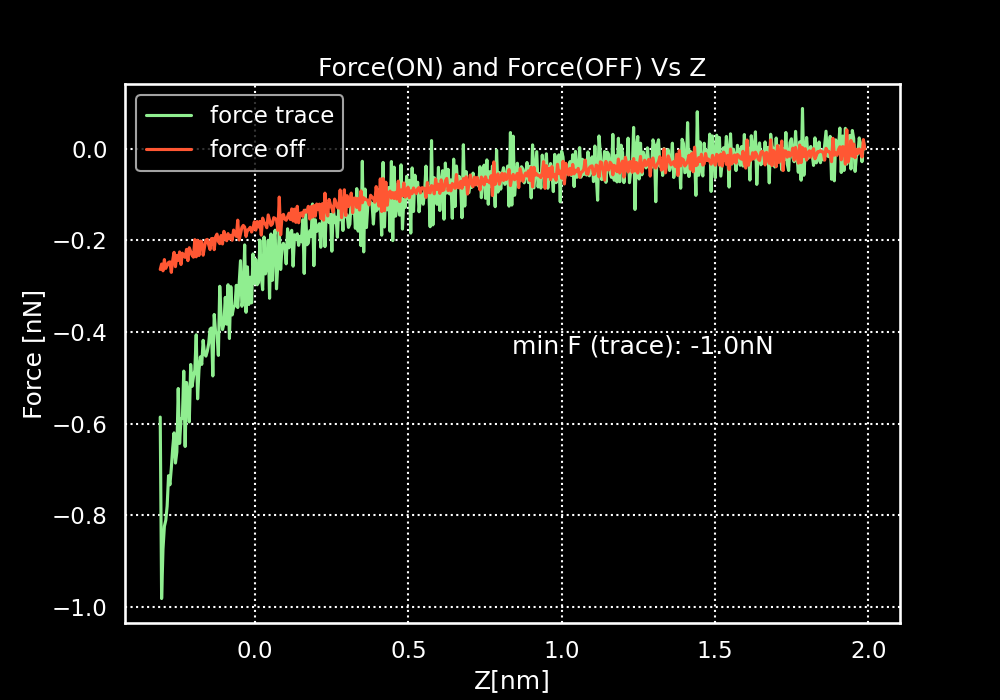 Force(ON) and Force(OFF) Vs Z
force trace
force off
0.0
−0.2
−0.4
−0.6
−0.8
−1.0
Force [nN]
min F (trace): -1.0nN
0.0 0.5 1.0 1.5 2.0
Z[nm]